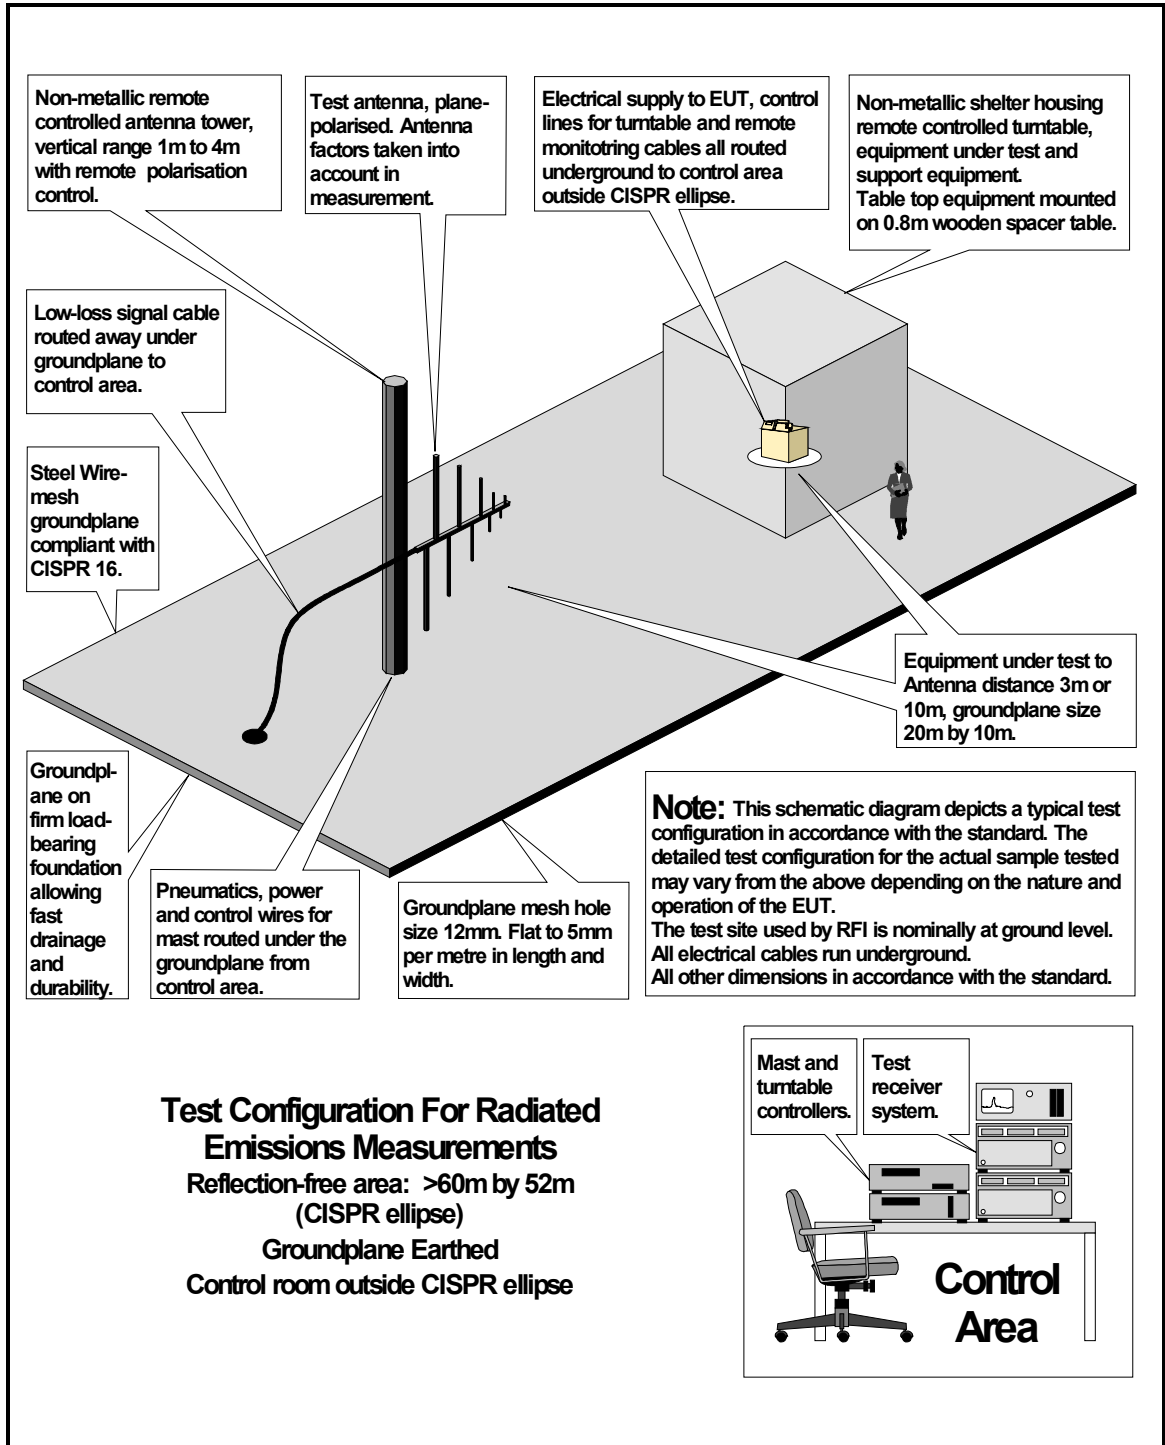 Non-metallic remote
controlled antenna tower,
vertical range 1m to 4m
with remote polarisation
control.
Test antenna, plane-
polarised. Antenna
factors taken into
account in
measurement.
Electrical supply to EUT, control
lines for turntable and remote
monitotring cables all routed
underground to control area
outside CISPR ellipse.
Non-metallic shelter housing
remote controlled turntable,
equipment under test and
support equipment.
Table top equipment mounted
on 0.8m wooden spacer table.
Low-loss signal cable
routed away under
groundplane to
control area.
Steel Wire-
mesh
groundplane
compliant with
CISPR 16.
Equipment under test to
Antenna distance 3m or
10m, groundplane size
20m by 10m.
Groundpl-
ane on
firm load-
bearing
foundation
allowing
fast
drainage
and
durability.
Pneumatics, power
and control wires for
mast routed under the
groundplane from
control area.
Groundplane mesh hole
size 12mm. Flat to 5mm
per metre in length and
width.
Note: This schematic diagram depicts a typical test
configuration in accordance with the standard. The
detailed test configuration for the actual sample tested
may vary from the above depending on the nature and
operation of the EUT.
The test site used by RFI is nominally at ground level.
All electrical cables run underground.
All other dimensions in accordance with the standard.
Test Configuration For Radiated
Emissions Measurements
Reflection-free area: >60m by 52m
(CISPR ellipse)
Groundplane Earthed
Control room outside CISPR ellipse
Mast and
turntable
controllers.
Test
receiver
system.
Control
Area